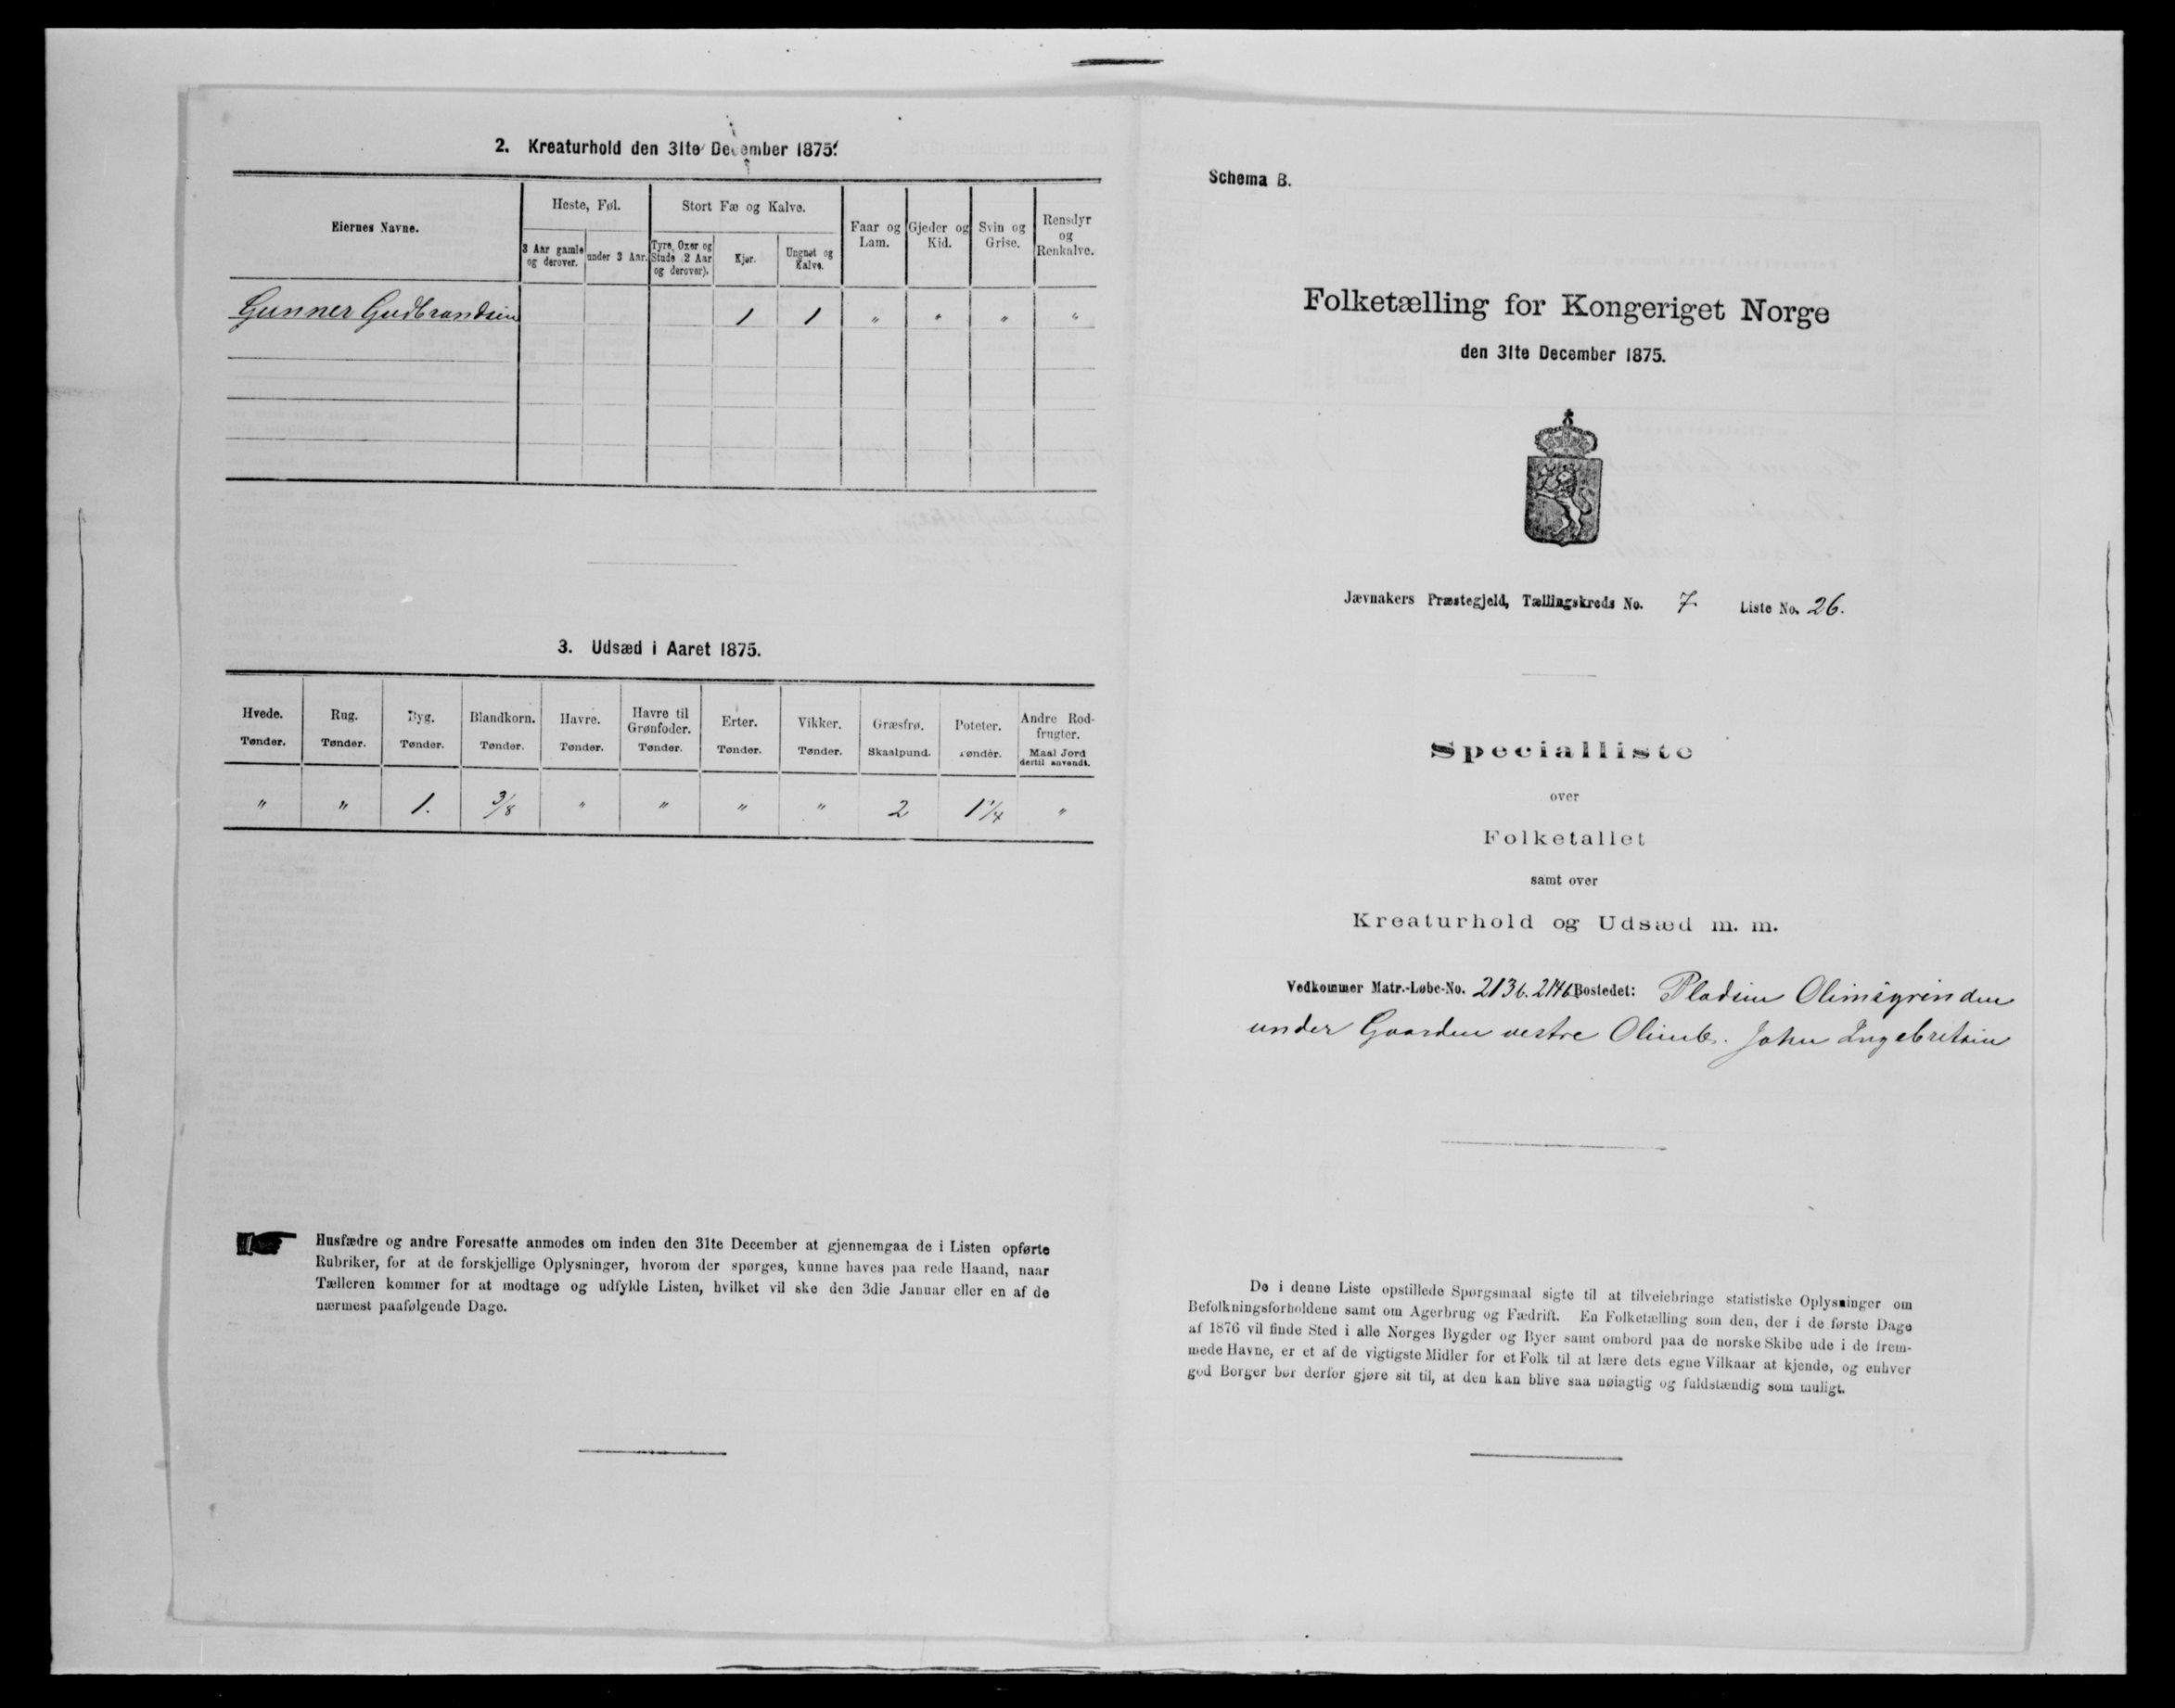 2. Kreaturhold den 31te December 1875.
Eiernes Navne.
Heste, Føl.
Stort Fæ og Kalve.
Faar og Lam.
Gjeder og Kid.
Svin og Grise.
Rensdyr og Renkalve.
3 Aar gamle og derover.
under 3 Aar.
Tyre, Oxer og Stude (2 Aar og derover).
Kjør.
Ungnøt og Kalve.
Gunner Gudbrandsen 1 1 " " " "
3. Udsæd i Aaret 1875.
Hvede. Rug. Byg. Blandkorn. Havre. Havre til Grønfoder. Erter. Vikker. Græsfrø. Poteter. Andre Rodfrugter.
Tønder. Tønder. Tønder. Tønder. Tønder. Tønder. Tønder. Tønder. Skaalpund. Tønder. Maal Jord dertil anvendt.
" " 1. 3/8 " " " " 2 1 1/4 "
Husfædre og andre Foresatte anmodes om inden den 31te December at gjennemgaa de i Listen opførte
Rubriker, for at de forskjellige Oplysninger, hvorom der spørges, kunne haves paa rede Haand, naar
Tælleren kommer for at modtage og udfylde Listen, hvilket vil ske den 3die Januar eller en af de
nærmest paafølgende Dage.
Schema B.
Folketælling for Kongeriget Norge
den 31te December 1875.
Jævnakers Præstegjeld, Tællingskreds No. 7 Liste No. 26.
Specialliste
over
Folketallet
samt over
Kreaturhold og Udsæd m. m.
Vedkommer Matr.-Løbe-No. 213b. 214b Bostedet: Pladsen Olimsgrinden
under Gaarden vestre Olimb. John Ingebretsen
De i denne Liste opstillede Spørgsmaal sigte til at tilveiebringe statistiske Oplysninger om
Befolkningsforholdene samt om Agerbrug og Fædrift. En Folketælling som den, der i de første Dage
af 1876 vil finde Sted i alle Norges Bygder og Byer samt ombord paa de norske Skibe ude i de frem-
mede Havne, er et af de vigtigste Midler for et Folk til at lære dets egne Vilkaar at kjende, og enhver
god Borger bør derfor gjøre sit til, at den kan blive saa nøiagtig og fuldstændig som muligt.